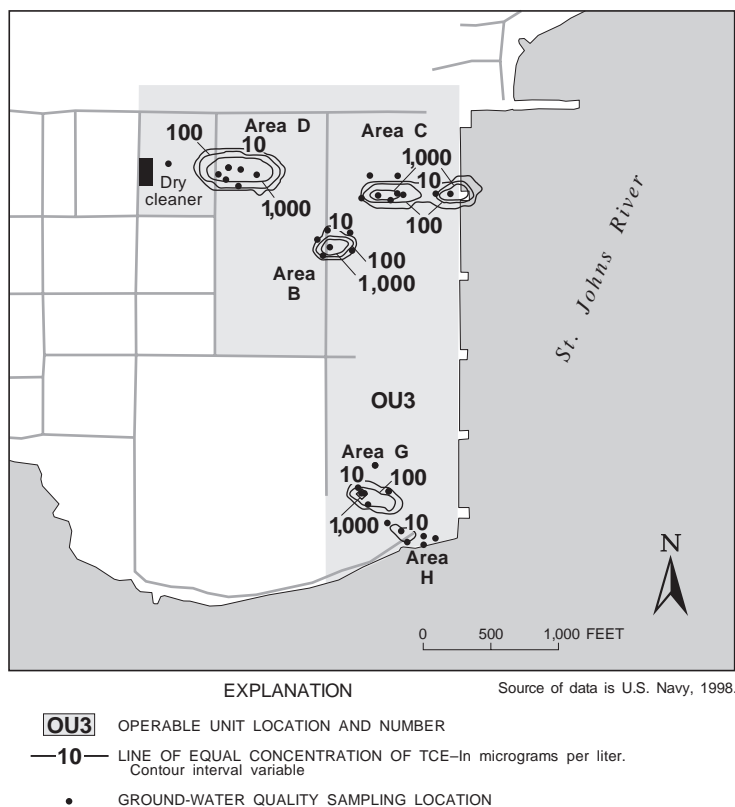 100
Area D
10
Dry
cleaner
1,000
Area C
1,000
10
100
10
Area
B
100
1,000
St. Johns River
OU3
Area G
10
100
1,000
10
Area
H
N
0 500 1,000 FEET
EXPLANATION
Source of data is U.S. Navy, 1998.
OU3 OPERABLE UNIT LOCATION AND NUMBER
10 LINE OF EQUAL CONCENTRATION OF TCE–In micrograms per liter.
Contour interval variable
GROUND-WATER QUALITY SAMPLING LOCATION